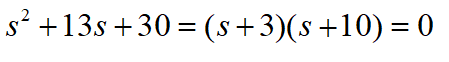 s² + 13s + 30 = (s + 3)(s + 10) = 0